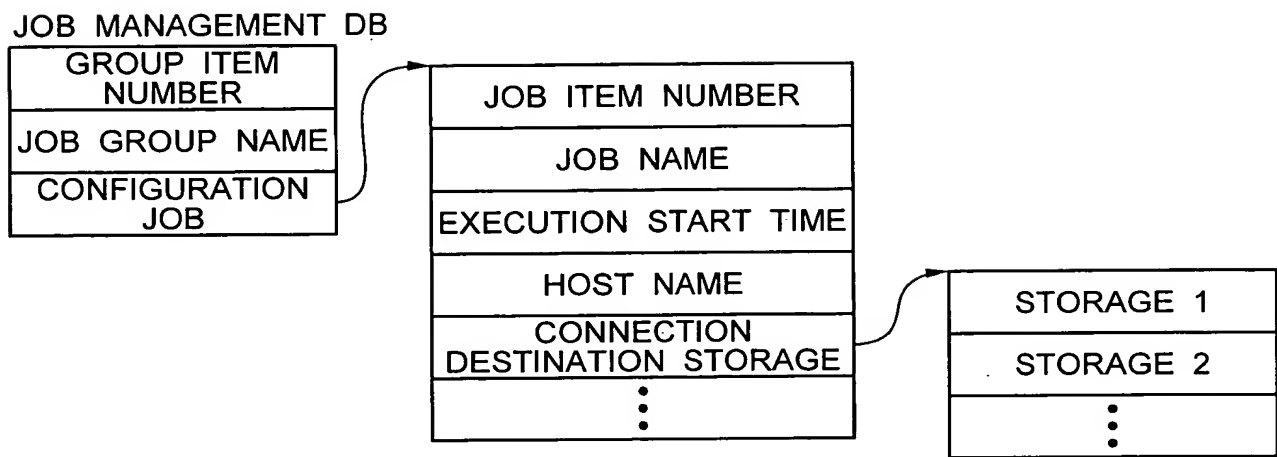 JOB MANAGEMENT DB
GROUP ITEM
NUMBER
JOB GROUP NAME
CONFIGURATION
JOB
JOB ITEM NUMBER
JOB NAME
EXECUTION START TIME
HOST NAME
CONNECTION
DESTINATION STORAGE
STORAGE 1
STORAGE 2